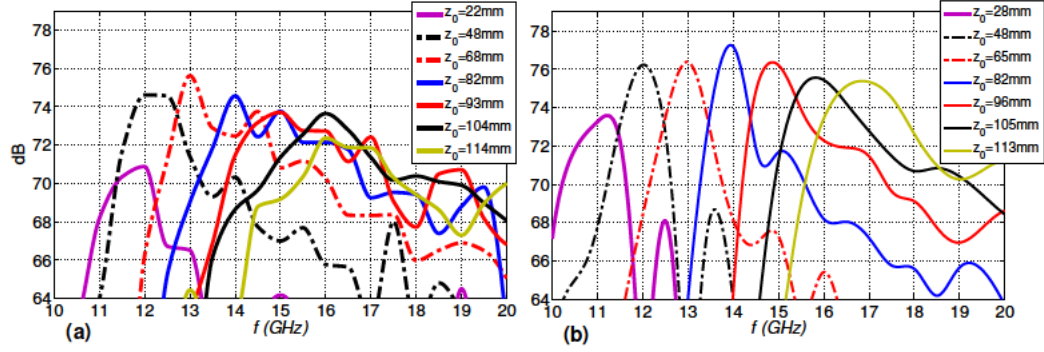 z0=22mm
z0=48mm
z0=68mm
z0=82mm
z0=93mm
z0=104mm
z0=114mm
dB
78
76
74
72
70
68
66
64
10 11 12 13 14 15 16 17 18 19 20
(a)
f (GHz)
z0=28mm
z0=48mm
z0=65mm
z0=82mm
z0=96mm
z0=105mm
z0=113mm
78
76
74
72
70
68
66
64
10 11 12 13 14 15 16 17 18 19 20
(b)
f (GHz)